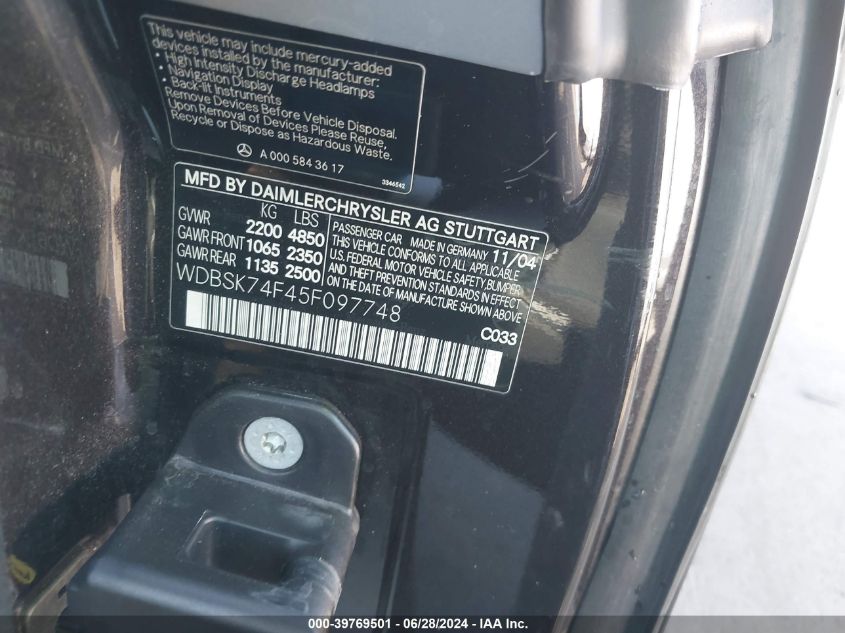 This vehicle may include mercury-added
devices installed by the manufacturer:
• High Intensity Discharge Headlamps
• Navigation Display
• Back-lit Instruments
Remove Devices Before Vehicle Disposal.
Upon Removal of Devices Please Reuse,
Recycle or Dispose as Hazardous Waste.
A 000 584 36 17
3346542
MFD BY DAIMLERCHRYSLER AG STUTTGART
KG LBS
GVWR 2200 4850
GAWR FRONT 1065 2350
GAWR REAR 1135 2500
PASSENGER CAR MADE IN GERMANY 11/04
THIS VEHICLE CONFORMS TO ALL APPLICABLE
U.S. FEDERAL MOTOR VEHICLE SAFETY, BUMPER
AND THEFT PREVENTION STANDARDS IN EFFECT
ON THE DATE OF MANUFACTURE SHOWN ABOVE
WDBSK74F45F097748
C033
000-39769501 / 06/28/2024 - IAA Inc.